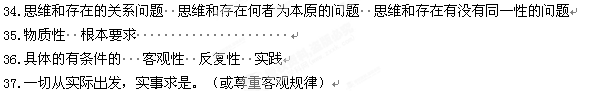 34.思维和存在的关系问题··思维和存在何者为本原的问题··思维和存在有没有同一性的问题
35.物质性··根本要求······················
36.具体的有条件的···客观性··反复性··实践
37.一切从实际出发，实事求是。（或尊重客观规律）